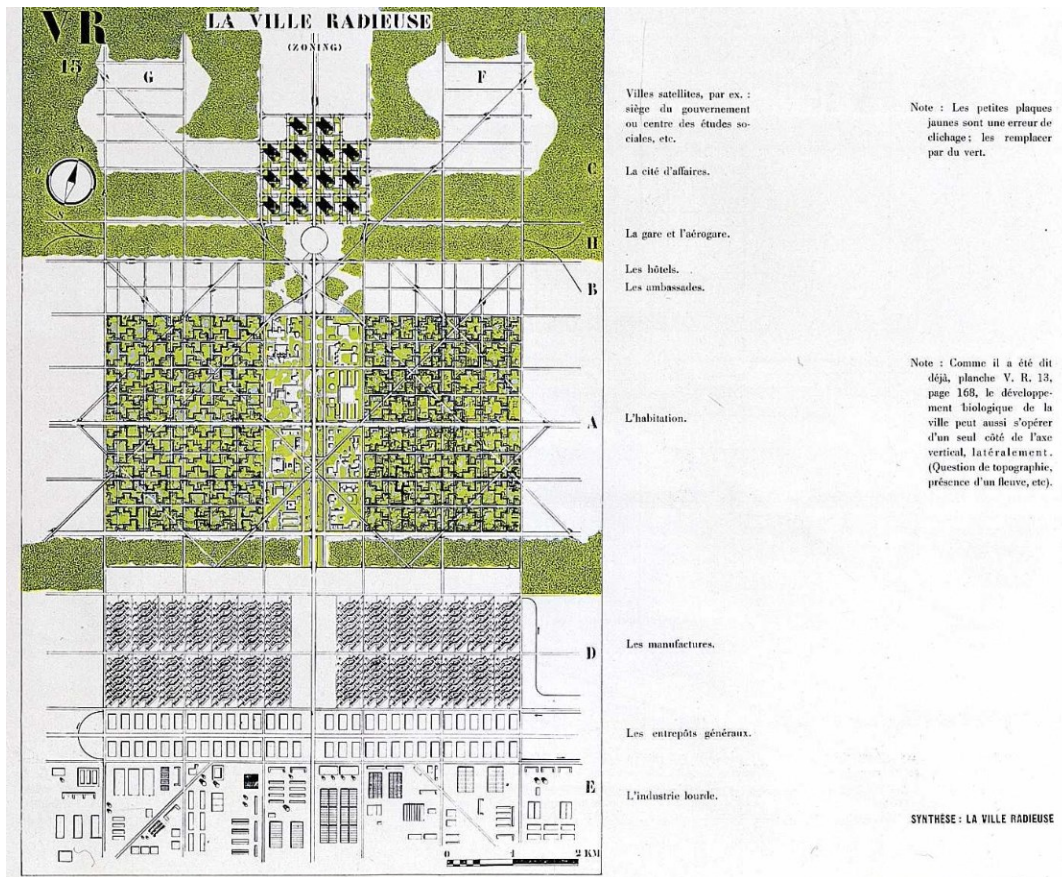 VR
15
LA VILLE RADIEUSE
(ZONING)
G
F
C
H
B
A
D
E
0 1 2 KM
Villes satellites, par ex. :
siège du gouvernement
ou centre des études so-
ciales, etc.
La cité d'affaires.
La gare et l'aérogare.
Les hôtels.
Les ambassades.
L'habitation.
Les manufactures.
Les entrepôts généraux.
L'industrie lourde.
Note : Les petites plaques
jaunes sont une erreur de
clichage ; les remplacer
par du vert.
Note : Comme il a été dit
déjà, planche V. R. 13,
page 168, le développe-
ment biologique de la
ville peut aussi s'opérer
d'un seul côté de l'axe
vertical, latéralement.
(Question de topographie,
présence d'un fleuve, etc).
SYNTHÈSE : LA VILLE RADIEUSE